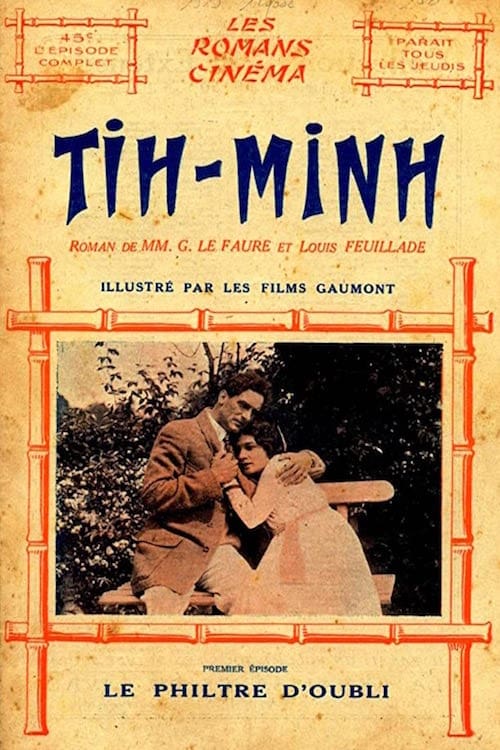 45ᶜ
L'ÉPISODE
COMPLET
LES
ROMANS
CINÉMA
PARAIT
TOUS
LES JEUDIS
TIH-MINH
ROMAN DE MM. G. LE FAURE ET LOUIS FEUILLADE
ILLUSTRÉ PAR LES FILMS GAUMONT
PREMIER ÉPISODE
LE PHILTRE D'OUBLI